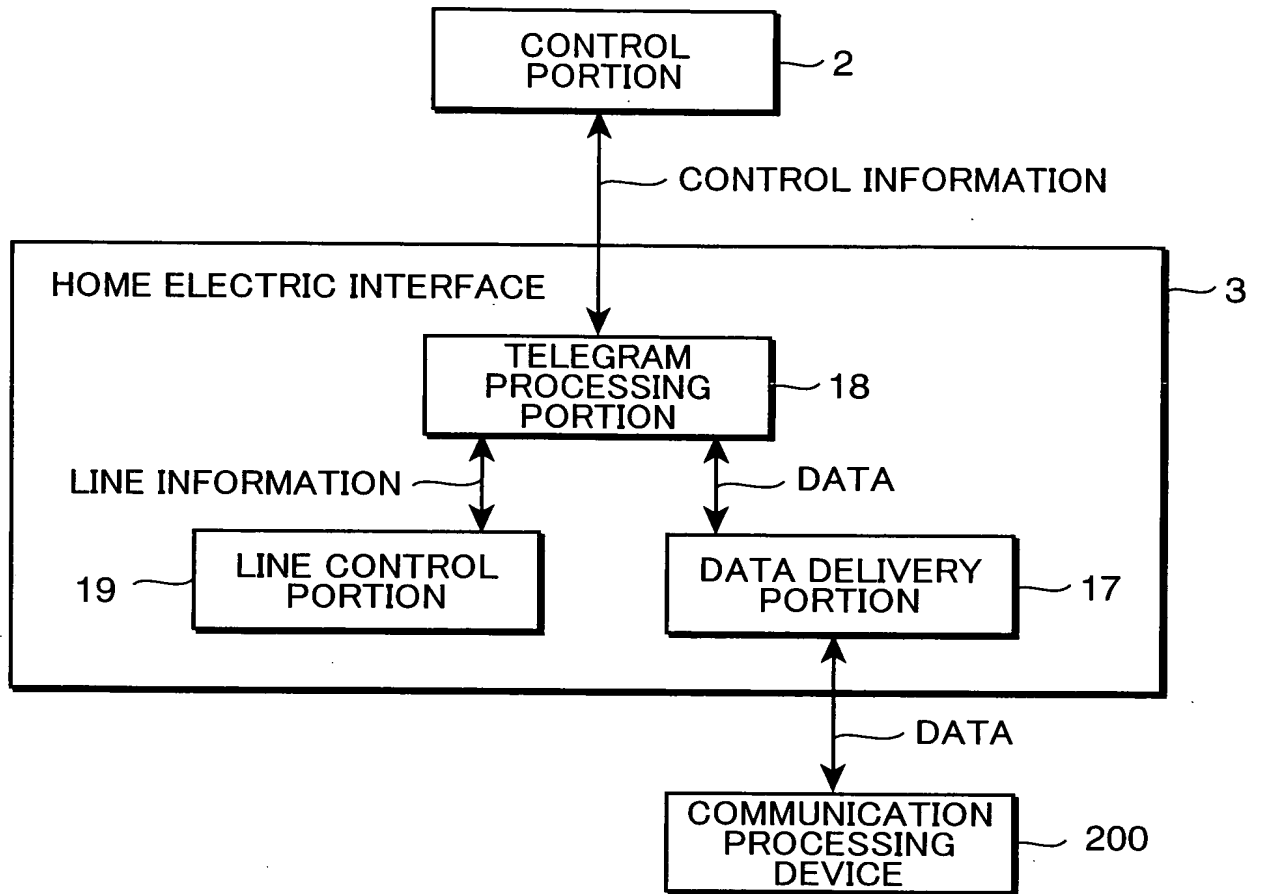 CONTROL
PORTION
2
CONTROL INFORMATION
HOME ELECTRIC INTERFACE
3
TELEGRAM
PROCESSING
PORTION
18
LINE INFORMATION
DATA
19
LINE CONTROL
PORTION
DATA DELIVERY
PORTION
17
DATA
COMMUNICATION
PROCESSING
DEVICE
200